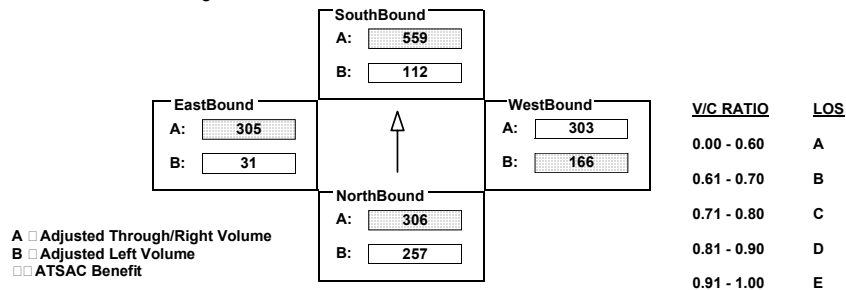 SouthBound
A: 559
B: 112
EastBound
A: 305
B: 31
WestBound
A: 303
B: 166
NorthBound
A: 306
B: 257
A □ Adjusted Through/Right Volume
B □ Adjusted Left Volume
□□ ATSAC Benefit
V/C RATIO LOS
0.00 - 0.60 A
0.61 - 0.70 B
0.71 - 0.80 C
0.81 - 0.90 D
0.91 - 1.00 E